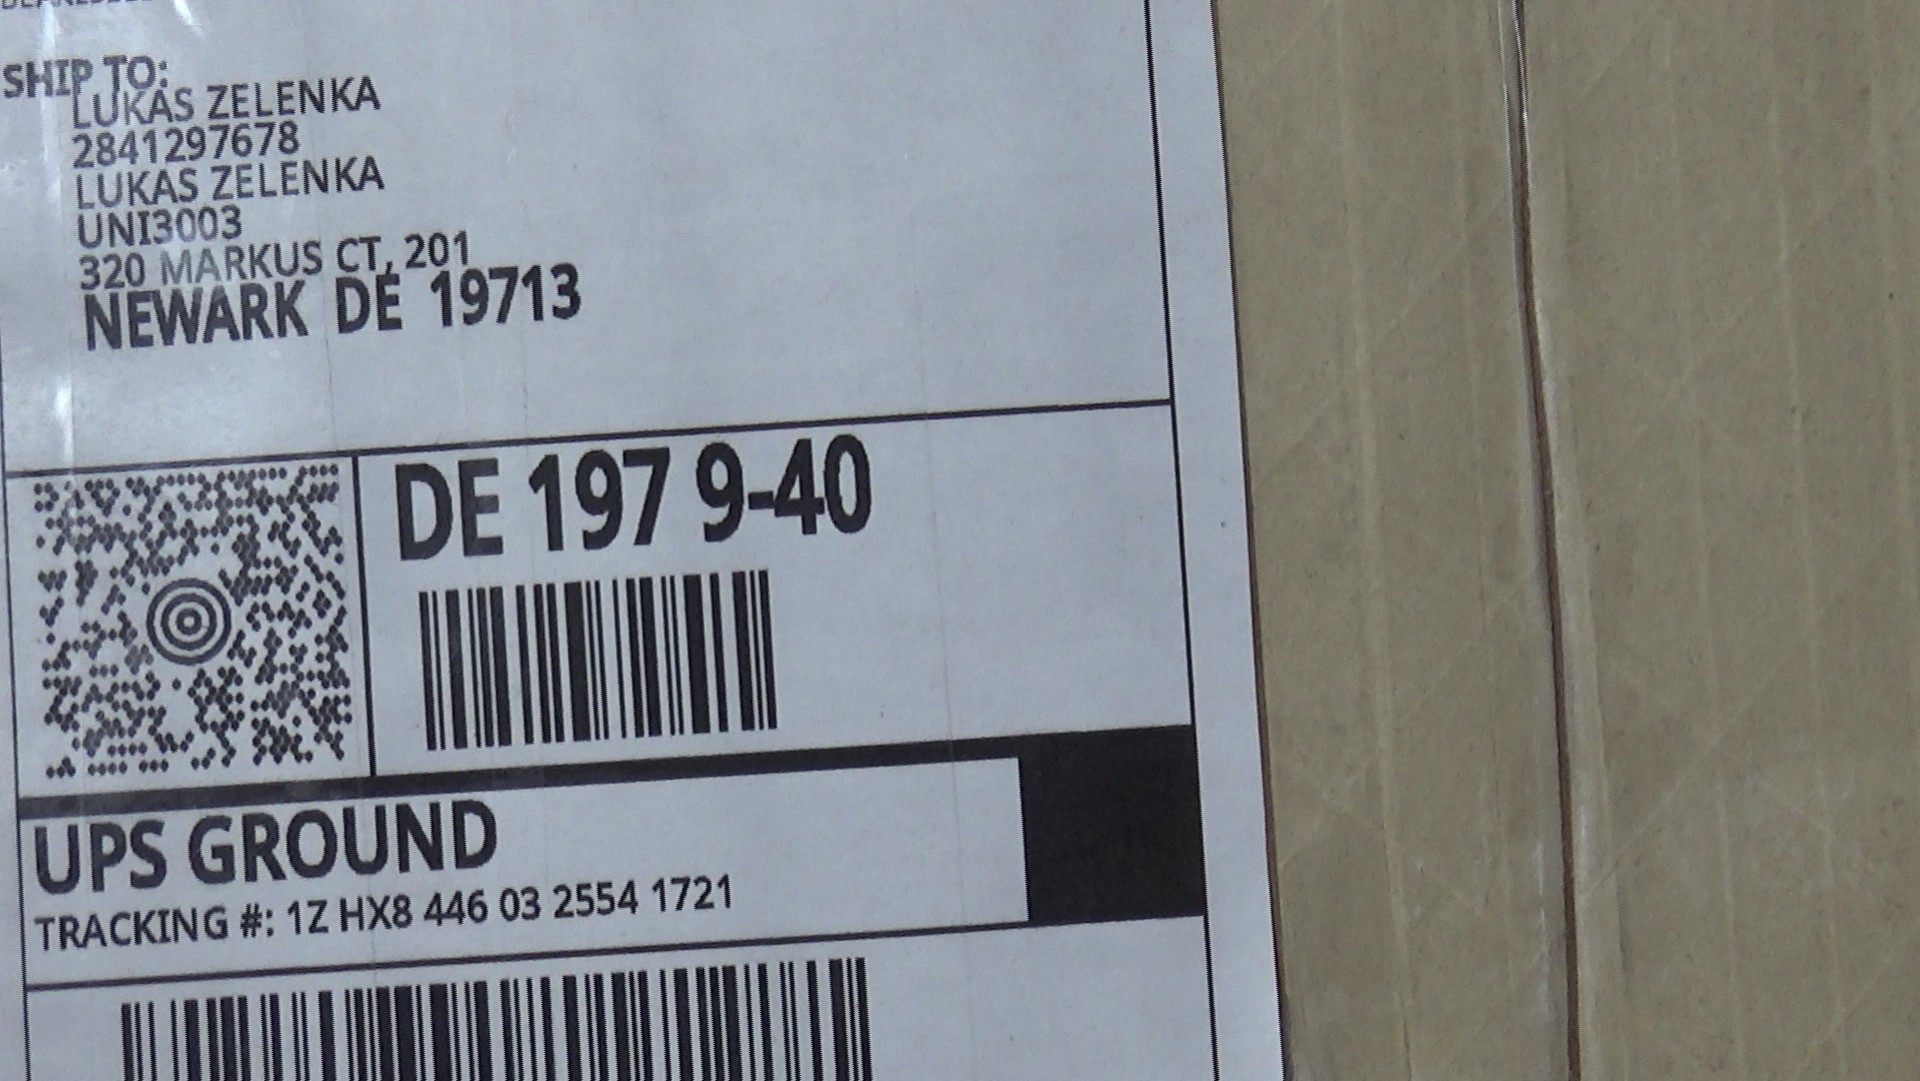 SHIP TO:
LUKAS ZELENKA
2841297678
LUKAS ZELENKA
UNI3003
320 MARKUS CT, 201
NEWARK DE 19713
DE 197 9-40
UPS GROUND
TRACKING #: 1Z HX8 446 03 2554 1721